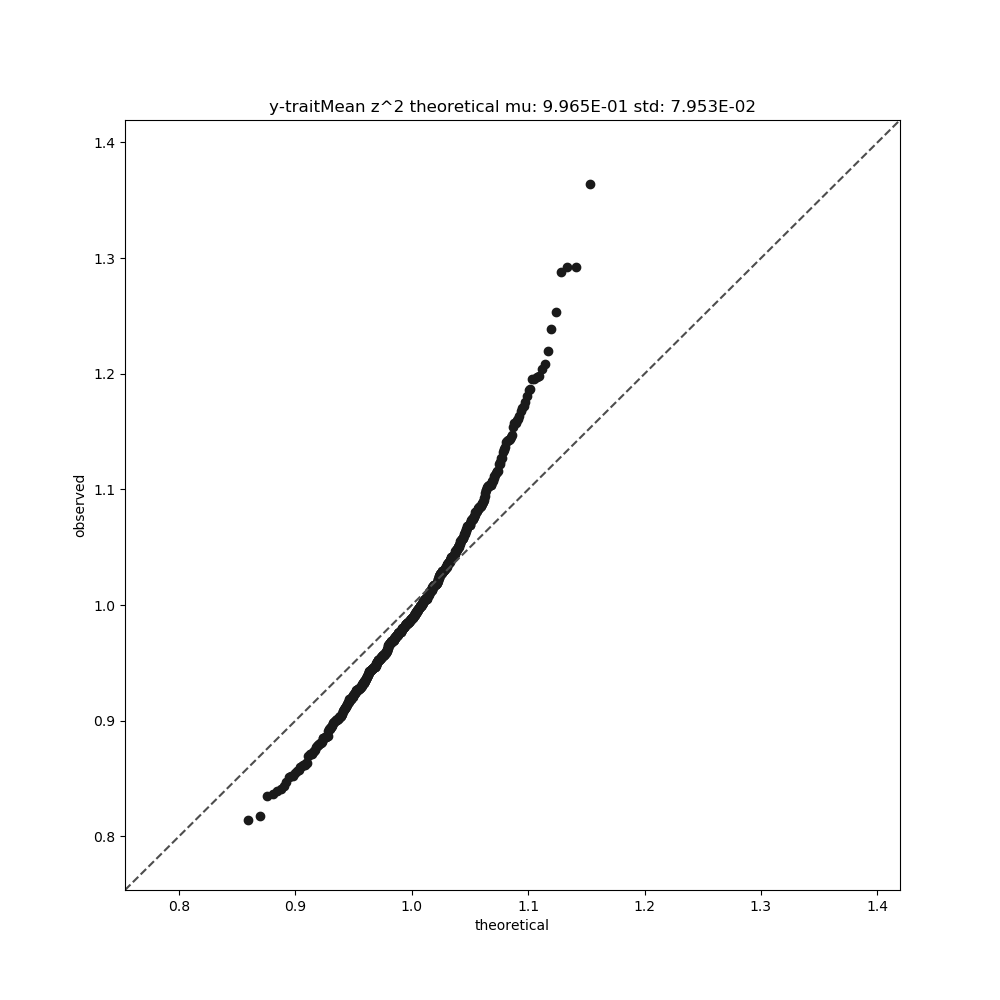 y-traitMean z^2 theoretical mu: 9.965E-01 std: 7.953E-02
1.4
1.3
1.2
1.1
1.0
0.9
0.8
observed
0.8 0.9 1.0 1.1 1.2 1.3 1.4
theoretical